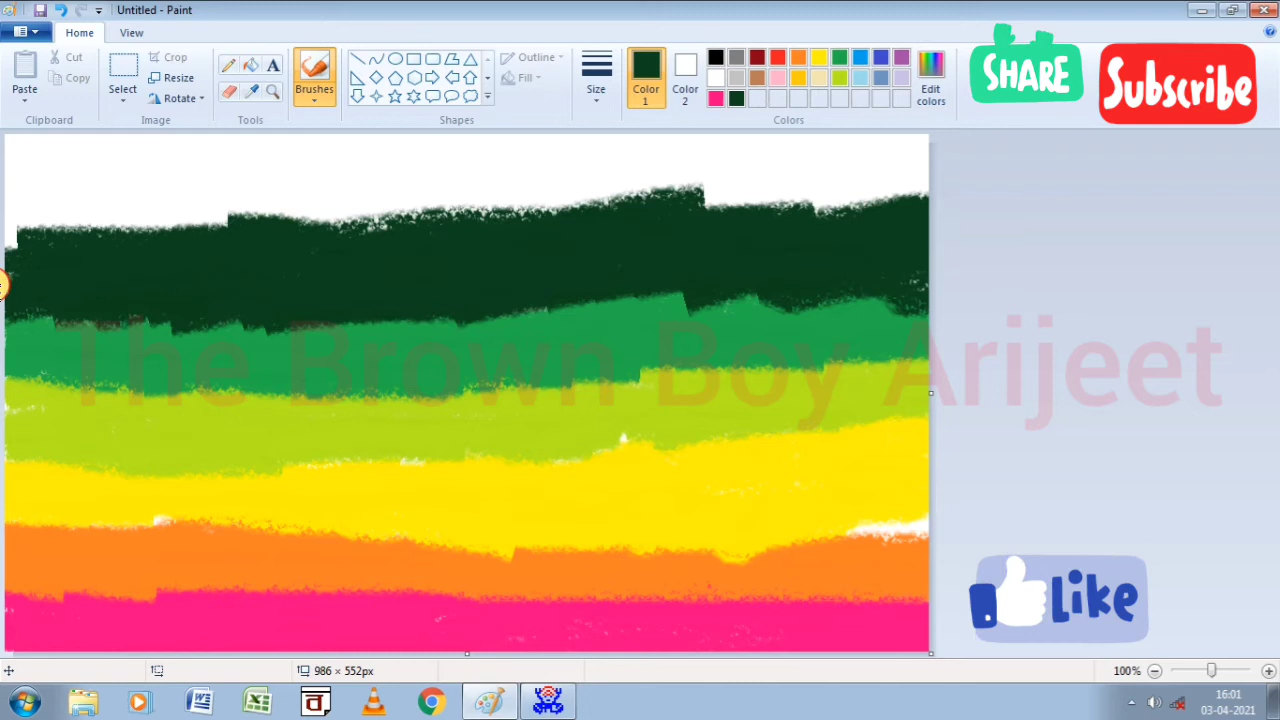 Untitled - Paint
Home
View
Paste
Cut
Copy
Clipboard
Select
Crop
Resize
Rotate
Image
A
Tools
Brushes
Outline
Fill
Shapes
Size
Color
1
Color
2
Edit
colors
Colors
SHARE
Subscribe
The Brown Boy Arijeet
Like
986 × 552px
100%
16:01
03-04-2021